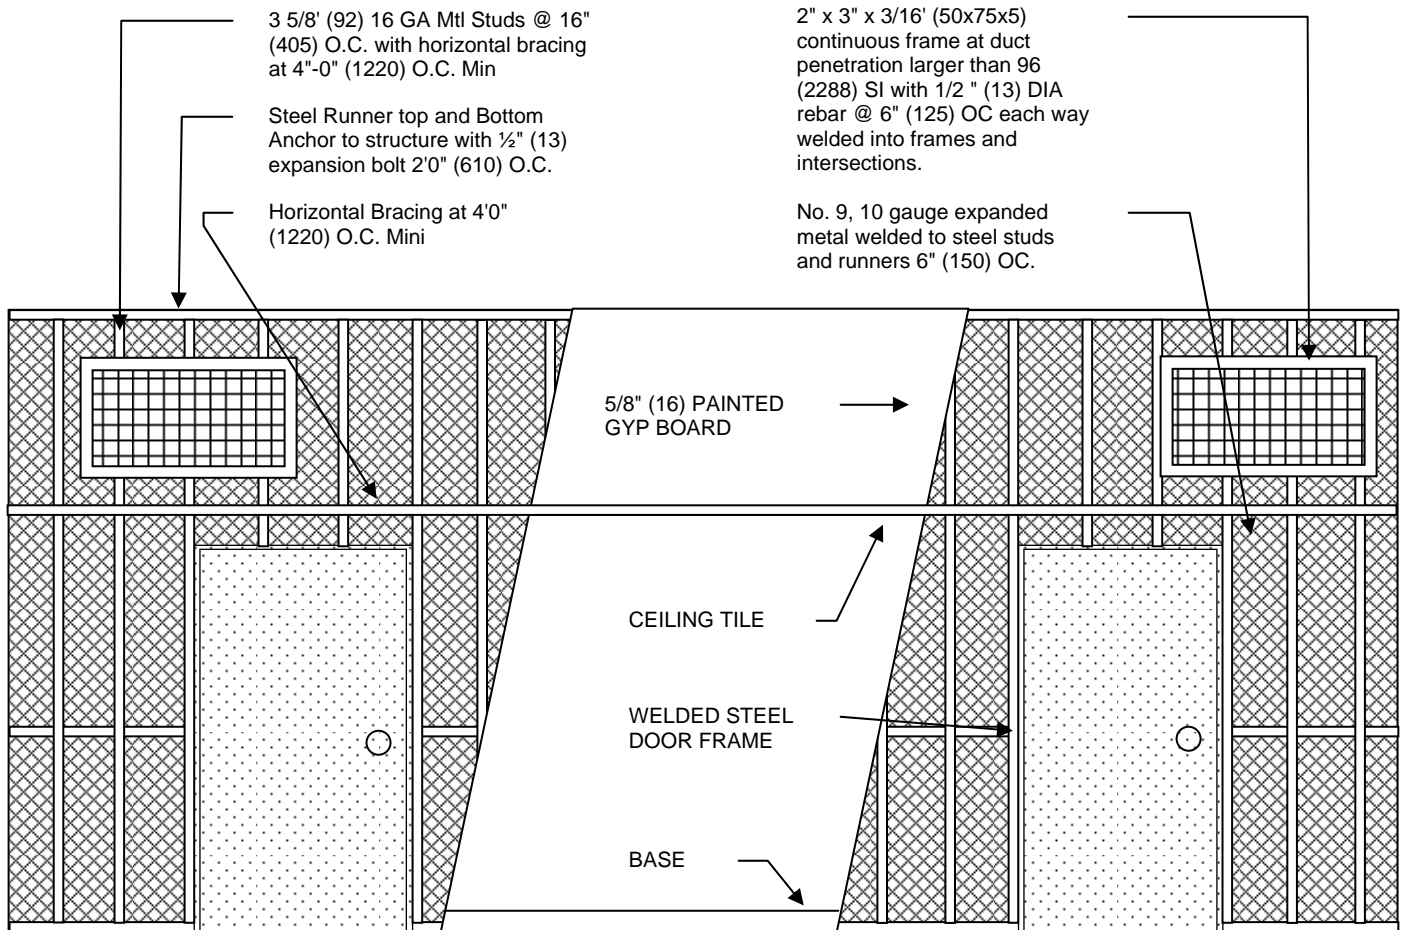 3 5/8' (92) 16 GA Mtl Studs @ 16"
(405) O.C. with horizontal bracing
at 4"-0" (1220) O.C. Min
Steel Runner top and Bottom
Anchor to structure with ½" (13)
expansion bolt 2'0" (610) O.C.
Horizontal Bracing at 4'0"
(1220) O.C. Mini
2" x 3" x 3/16' (50x75x5)
continuous frame at duct
penetration larger than 96
(2288) SI with 1/2 " (13) DIA
rebar @ 6" (125) OC each way
welded into frames and
intersections.
No. 9, 10 gauge expanded
metal welded to steel studs
and runners 6" (150) OC.
5/8" (16) PAINTED
GYP BOARD
CEILING TILE
WELDED STEEL
DOOR FRAME
BASE